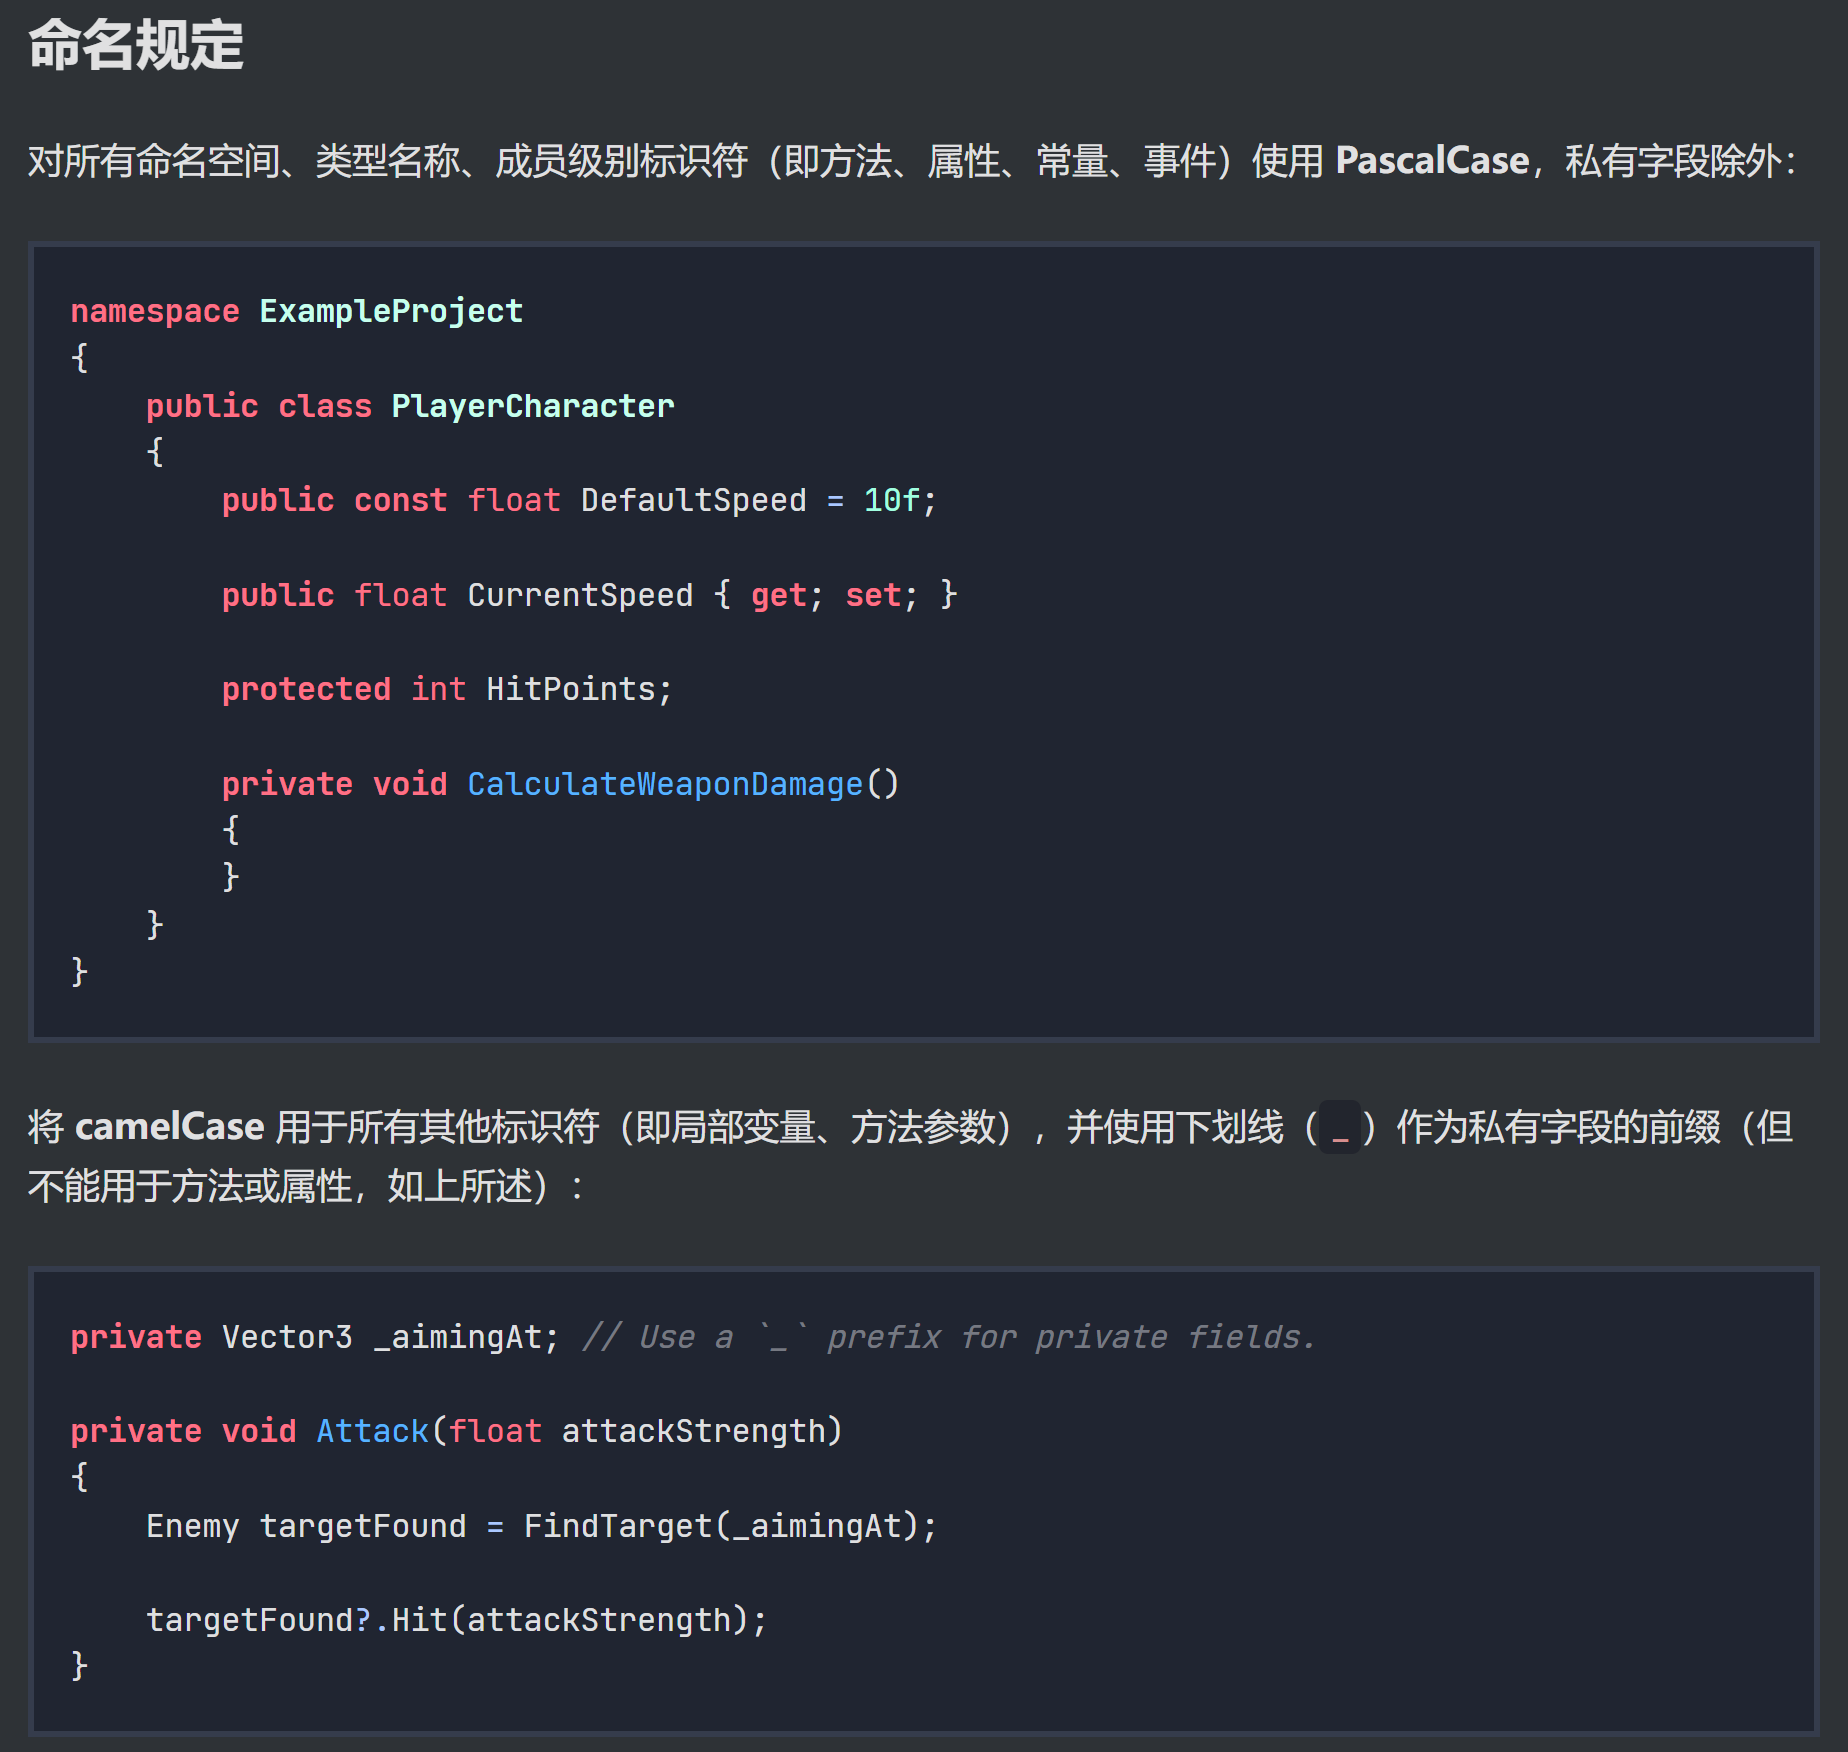 命名规定
对所有命名空间、类型名称、成员级别标识符（即方法、属性、常量、事件）使用 PascalCase，私有字段除外：
namespace ExampleProject
{
    public class PlayerCharacter
    {
        public const float DefaultSpeed = 10f;
        public float CurrentSpeed { get; set; }
        protected int HitPoints;
        private void CalculateWeaponDamage()
        {
        }
    }
}
将 camelCase 用于所有其他标识符（即局部变量、方法参数），并使用下划线（_）作为私有字段的前缀（但
不能用于方法或属性，如上所述）：
private Vector3 _aimingAt; // Use a `_` prefix for private fields.
private void Attack(float attackStrength)
{
    Enemy targetFound = FindTarget(_aimingAt);
    targetFound?.Hit(attackStrength);
}